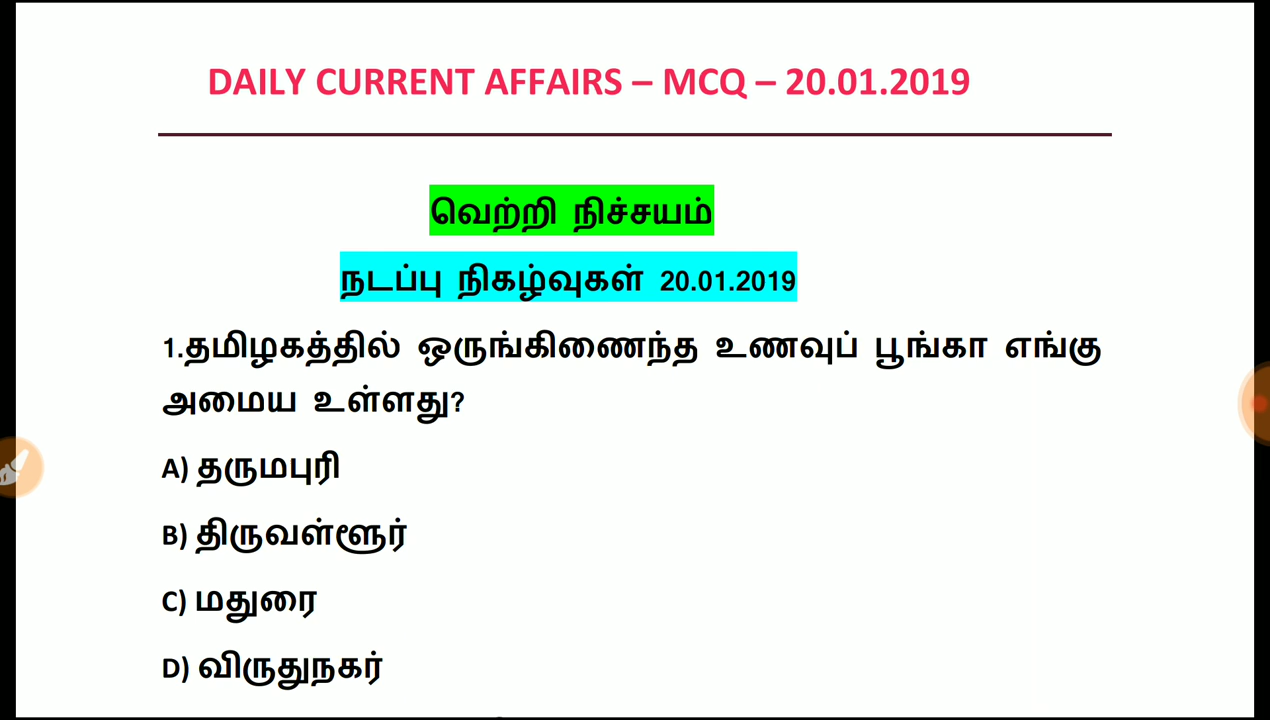 DAILY CURRENT AFFAIRS – MCQ – 20.01.2019
வெற்றி நிச்சயம்
நடப்பு நிகழ்வுகள் 20.01.2019
1.தமிழகத்தில் ஒருங்கிணைந்த உணவுப் பூங்கா எங்கு
அமைய உள்ளது?
A) தருமபுரி
B) திருவள்ளூர்
C) மதுரை
D) விருதுநகர்